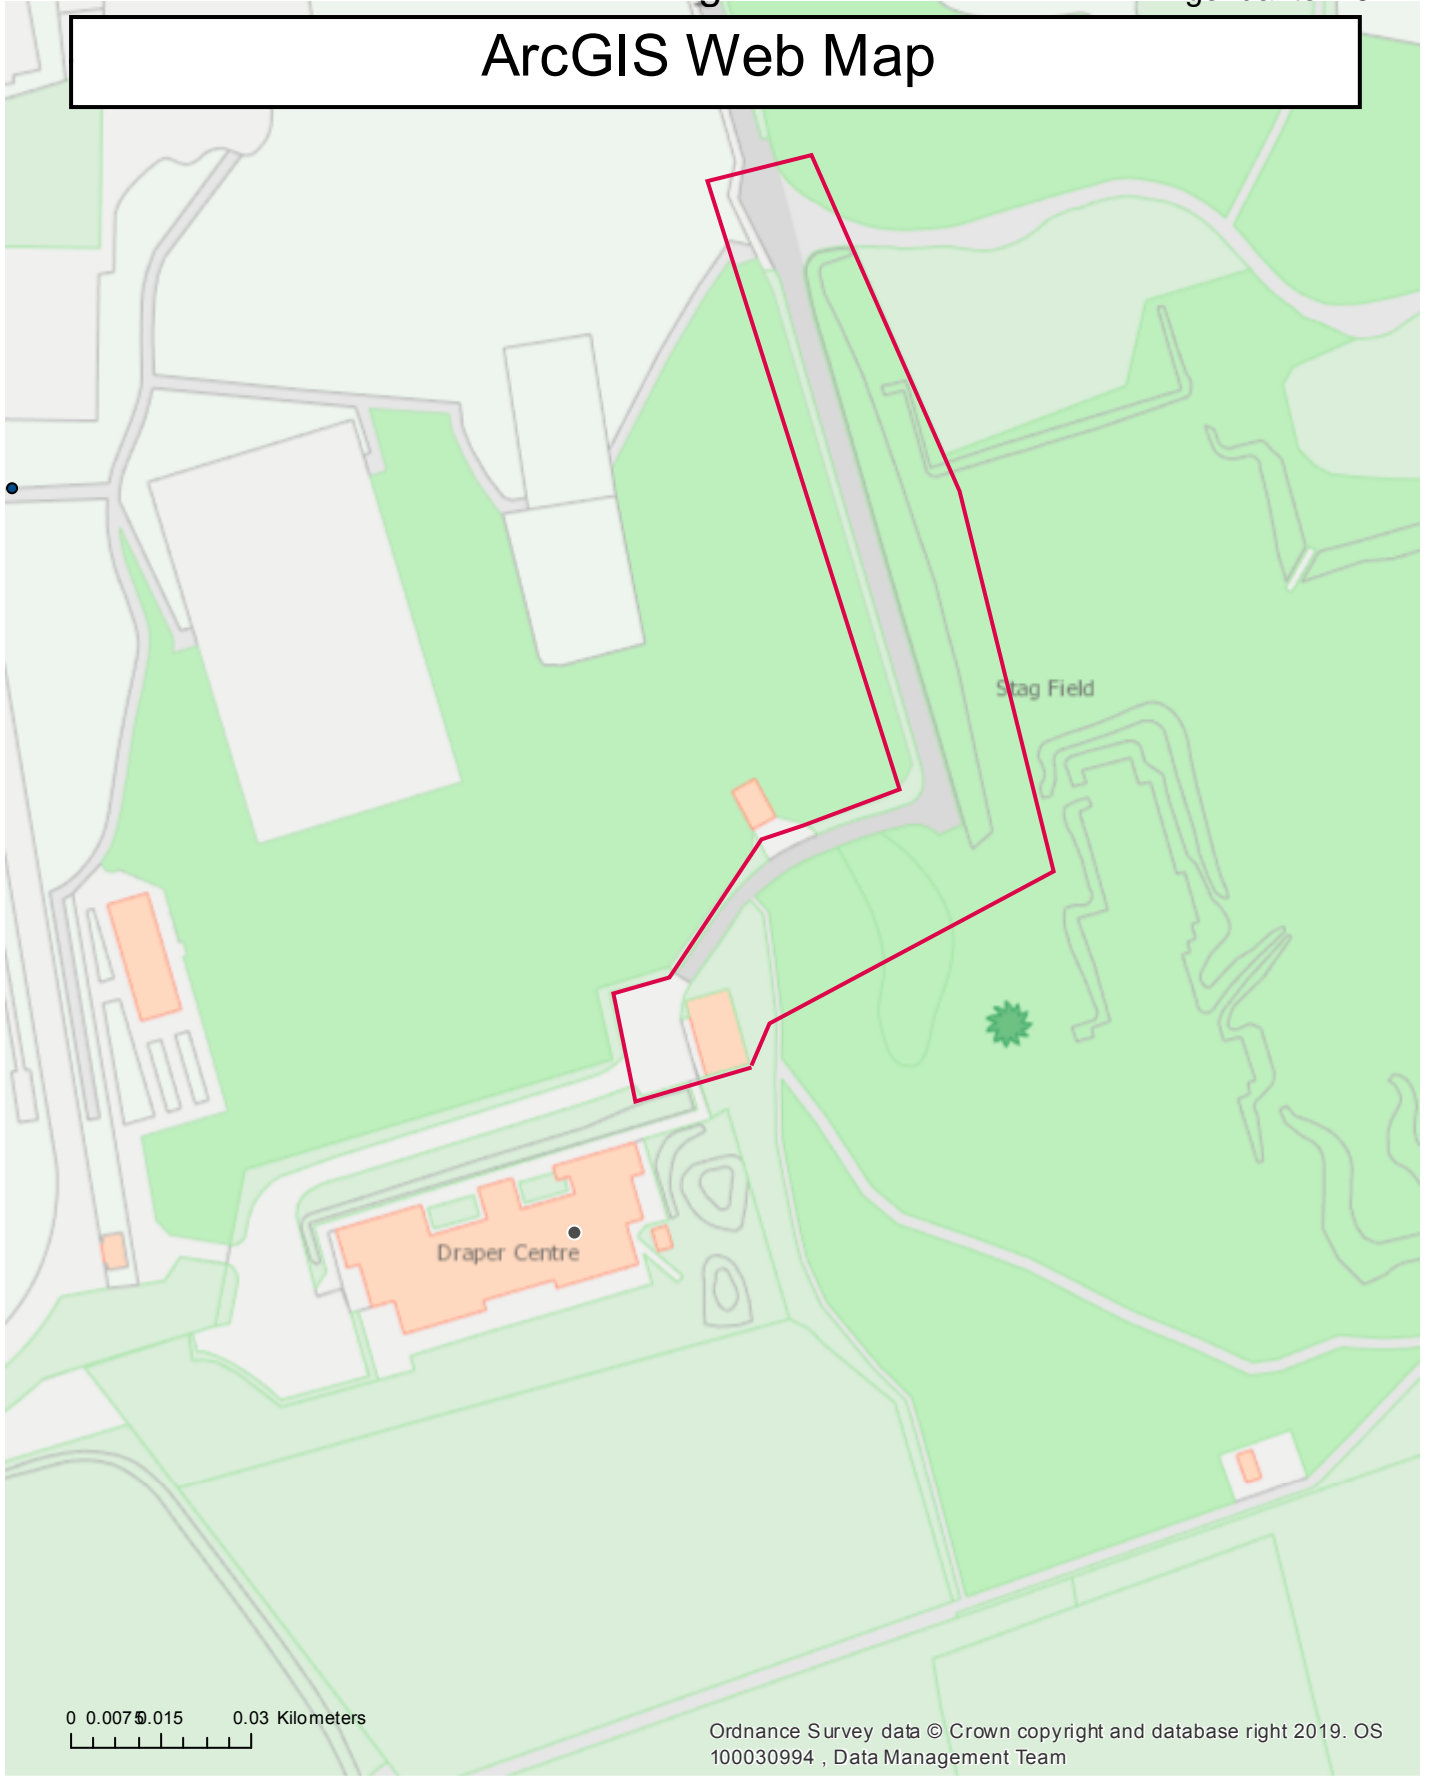 ArcGIS Web Map
Stag Field
Draper Centre
0 0.0075 0.015 0.03 Kilometers
Ordnance Survey data © Crown copyright and database right 2019. OS
100030994 , Data Management Team